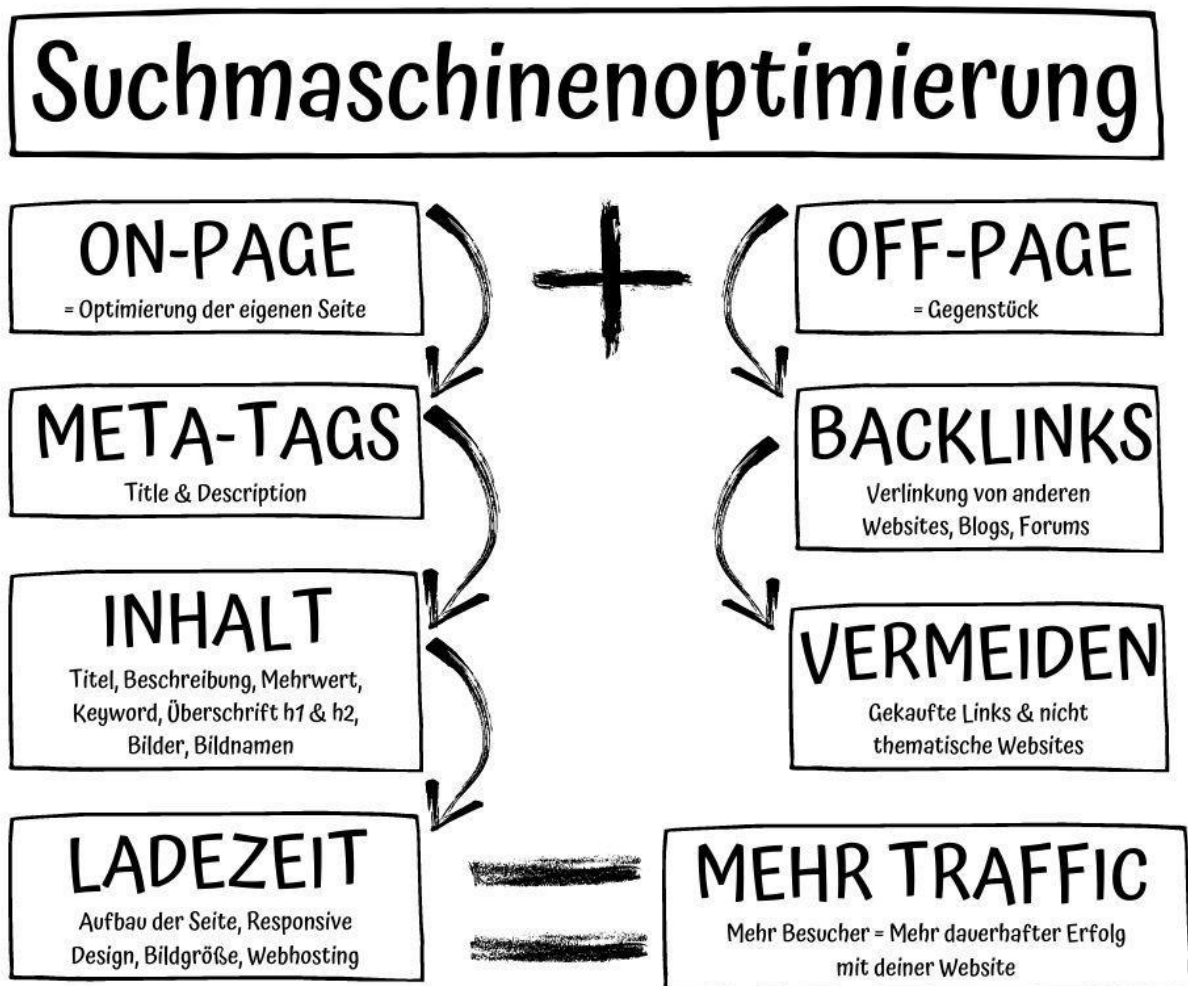 Suchmaschinenoptimierung
ON-PAGE
= Optimierung der eigenen Seite
OFF-PAGE
= Gegenstück
META-TAGS
Title & Description
BACKLINKS
Verlinkung von anderen
Websites, Blogs, Forums
INHALT
Titel, Beschreibung, Mehrwert,
Keyword, Überschrift h1 & h2,
Bilder, Bildnamen
VERMEIDEN
Gekaufte Links & nicht
thematische Websites
LADEZEIT
Aufbau der Seite, Responsive
Design, Bildgröße, Webhosting
MEHR TRAFFIC
Mehr Besucher = Mehr dauerhafter Erfolg
mit deiner Website